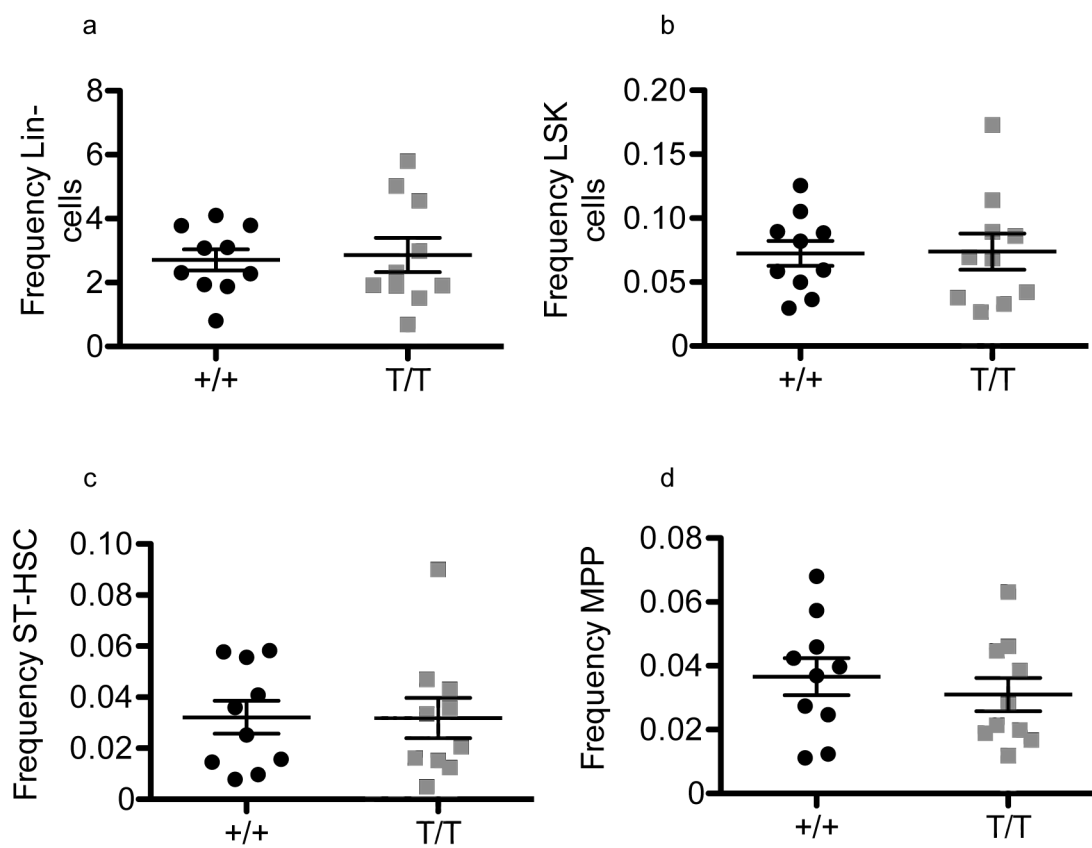 a
Frequency Lin-
cells
8
6
4
2
0
+/+
T/T
b
Frequency LSK
cells
0.20
0.15
0.10
0.05
0
+/+
T/T
c
Frequency ST-HSC
0.10
0.08
0.06
0.04
0.02
0
+/+
T/T
d
Frequency MPP
0.08
0.06
0.04
0.02
0
+/+
T/T